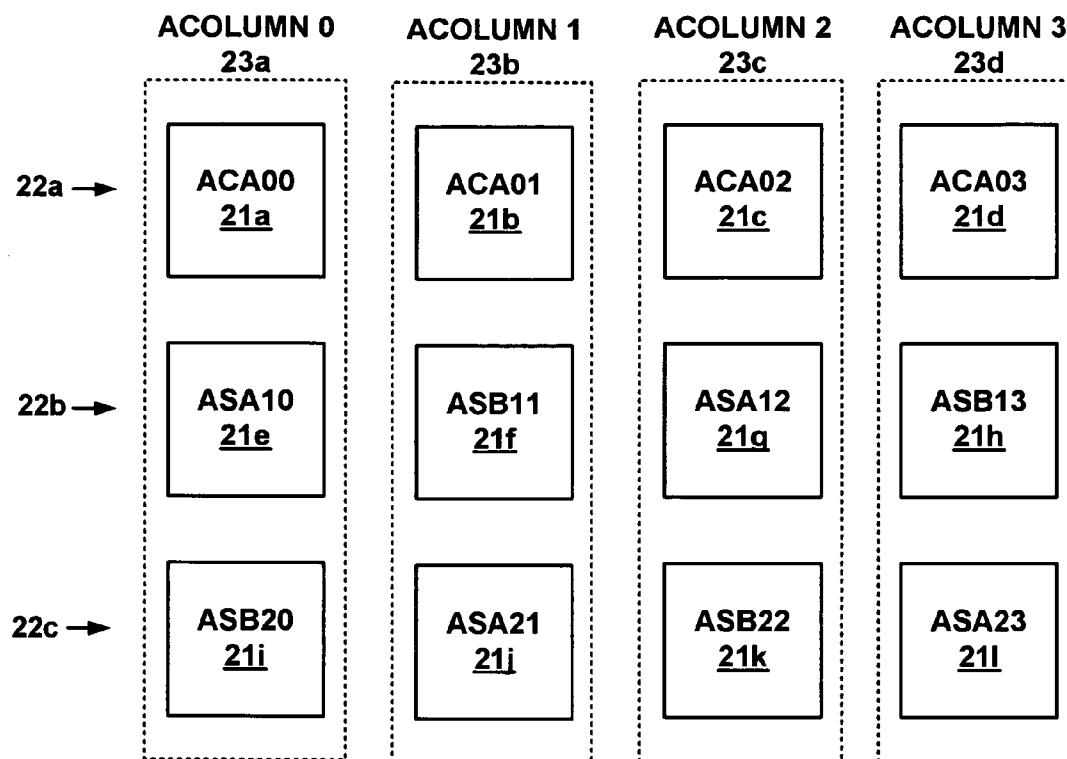 ACOLUMN 0 ACOLUMN 1 ACOLUMN 2 ACOLUMN 3
23a 23b 23c 23d
22a
ACA00 ACA01 ACA02 ACA03
21a 21b 21c 21d
22b
ASA10 ASB11 ASA12 ASB13
21e 21f 21g 21h
22c
ASB20 ASA21 ASB22 ASA23
21i 21j 21k 21l